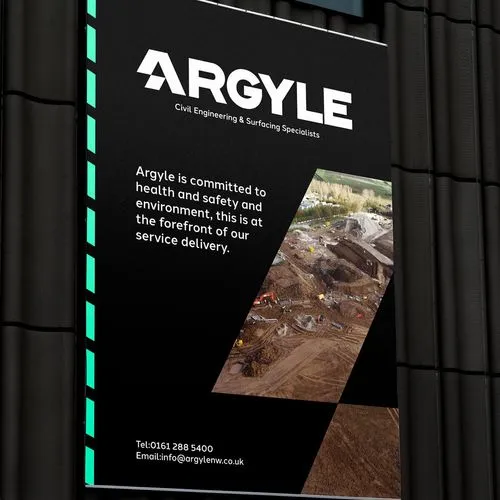 ARGYLE
Civil Engineering & Surfacing Specialists
Argyle is committed to
health and safety and
environment, this is at
the forefront of our
service delivery.
Tel:0161 288 5400
Email:info@argylenw.co.uk